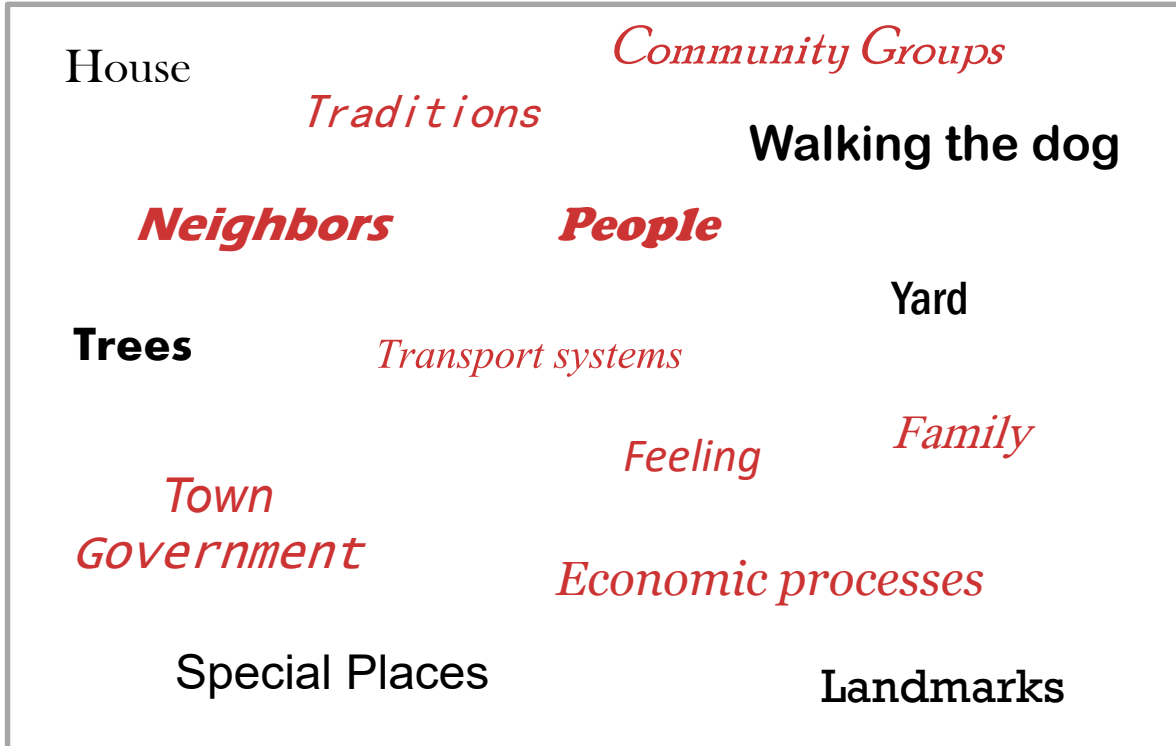 House
Community Groups
Traditions
Walking the dog
Neighbors
People
Yard
Trees
Transport systems
Family
Feeling
Town
Government
Economic processes
Special Places
Landmarks